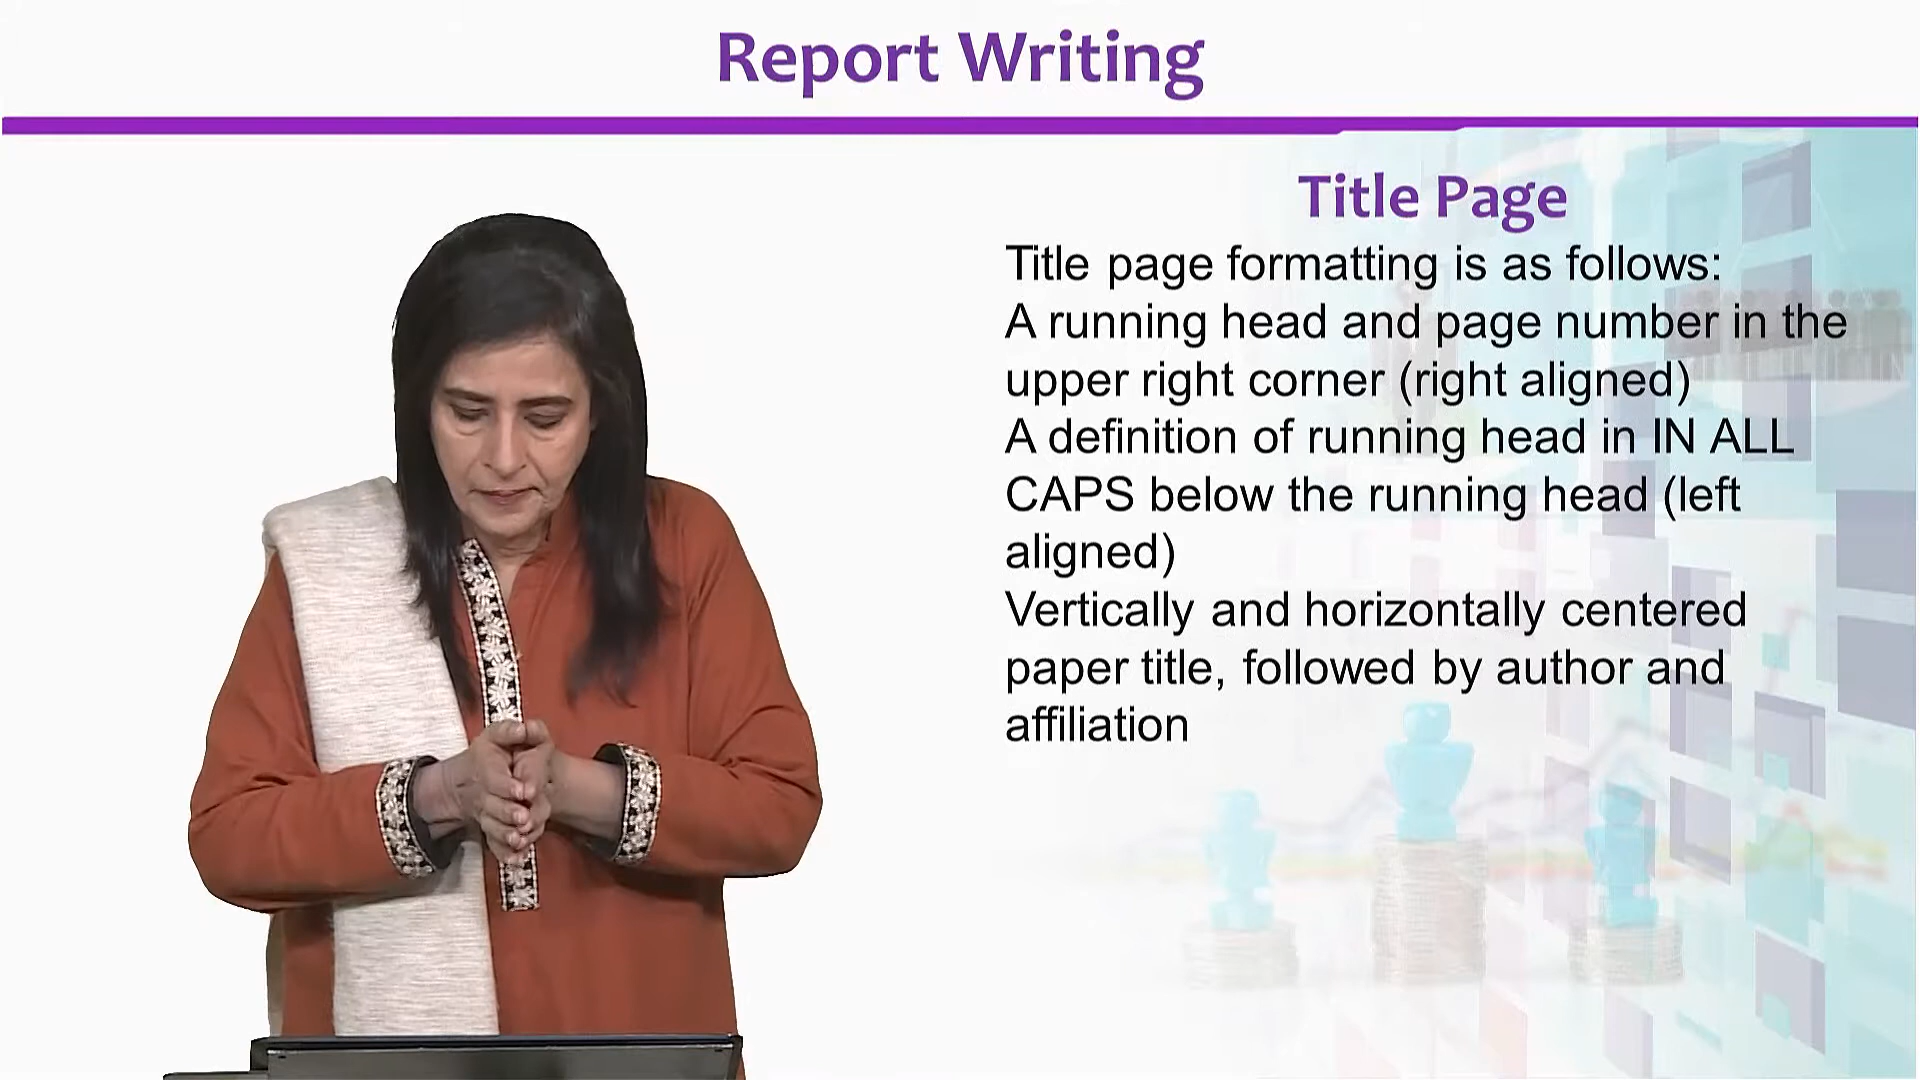 Report Writing
Title Page
Title page formatting is as follows:
A running head and page number in the
upper right corner (right aligned)
A definition of running head in IN ALL
CAPS below the running head (left
aligned)
Vertically and horizontally centered
paper title, followed by author and
affiliation